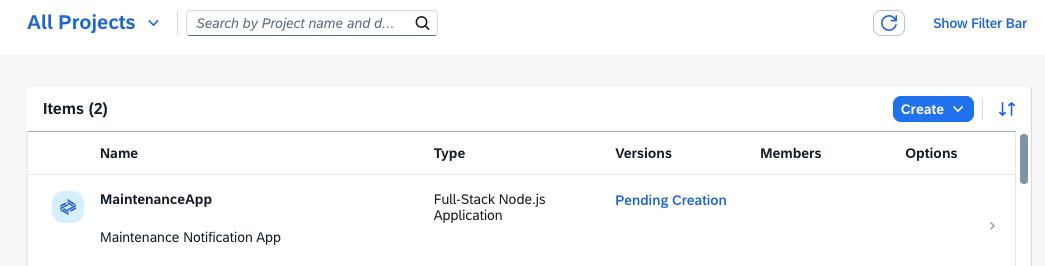 All Projects
Search by Project name and d...
Show Filter Bar
Items (2)
Create
Name Type Versions Members Options
MaintenanceApp Full-Stack Node.js Pending Creation
Application
Maintenance Notification App